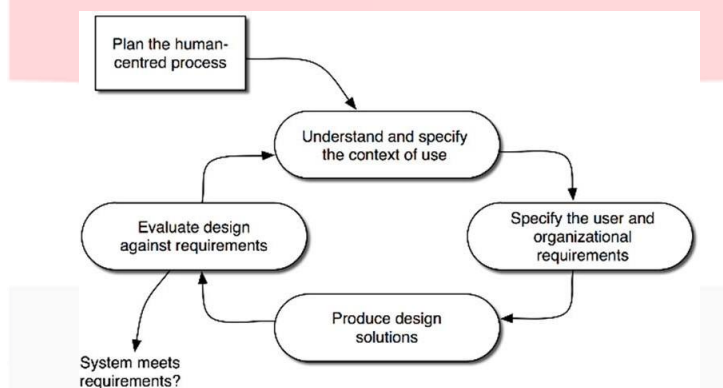 Plan the human-
centred process
Understand and specify
the context of use
Specify the user and
organizational
requirements
Produce design
solutions
Evaluate design
against requirements
System meets
requirements?